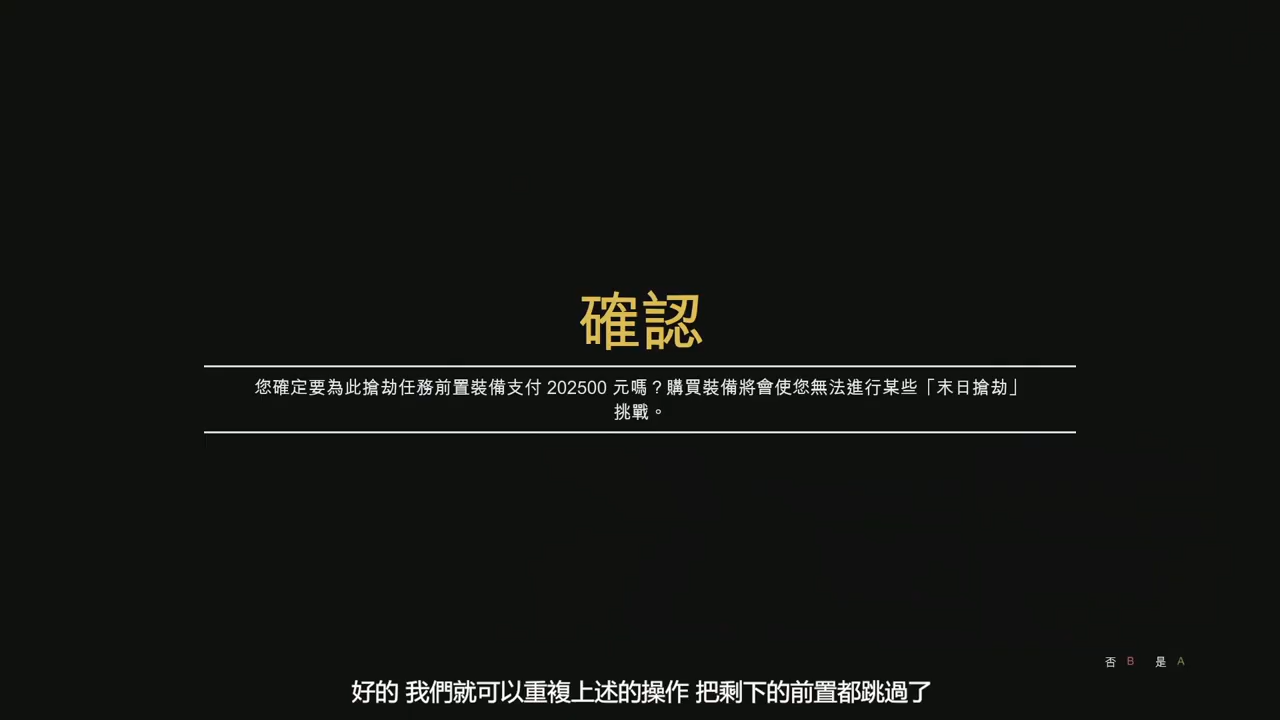 確認
您確定要為此搶劫任務前置裝備支付 202500 元嗎？購買裝備將會使您無法進行某些「末日搶劫」
挑戰。
否 B 是 A
好的 我們就可以重複上述的操作 把剩下的前置都跳過了